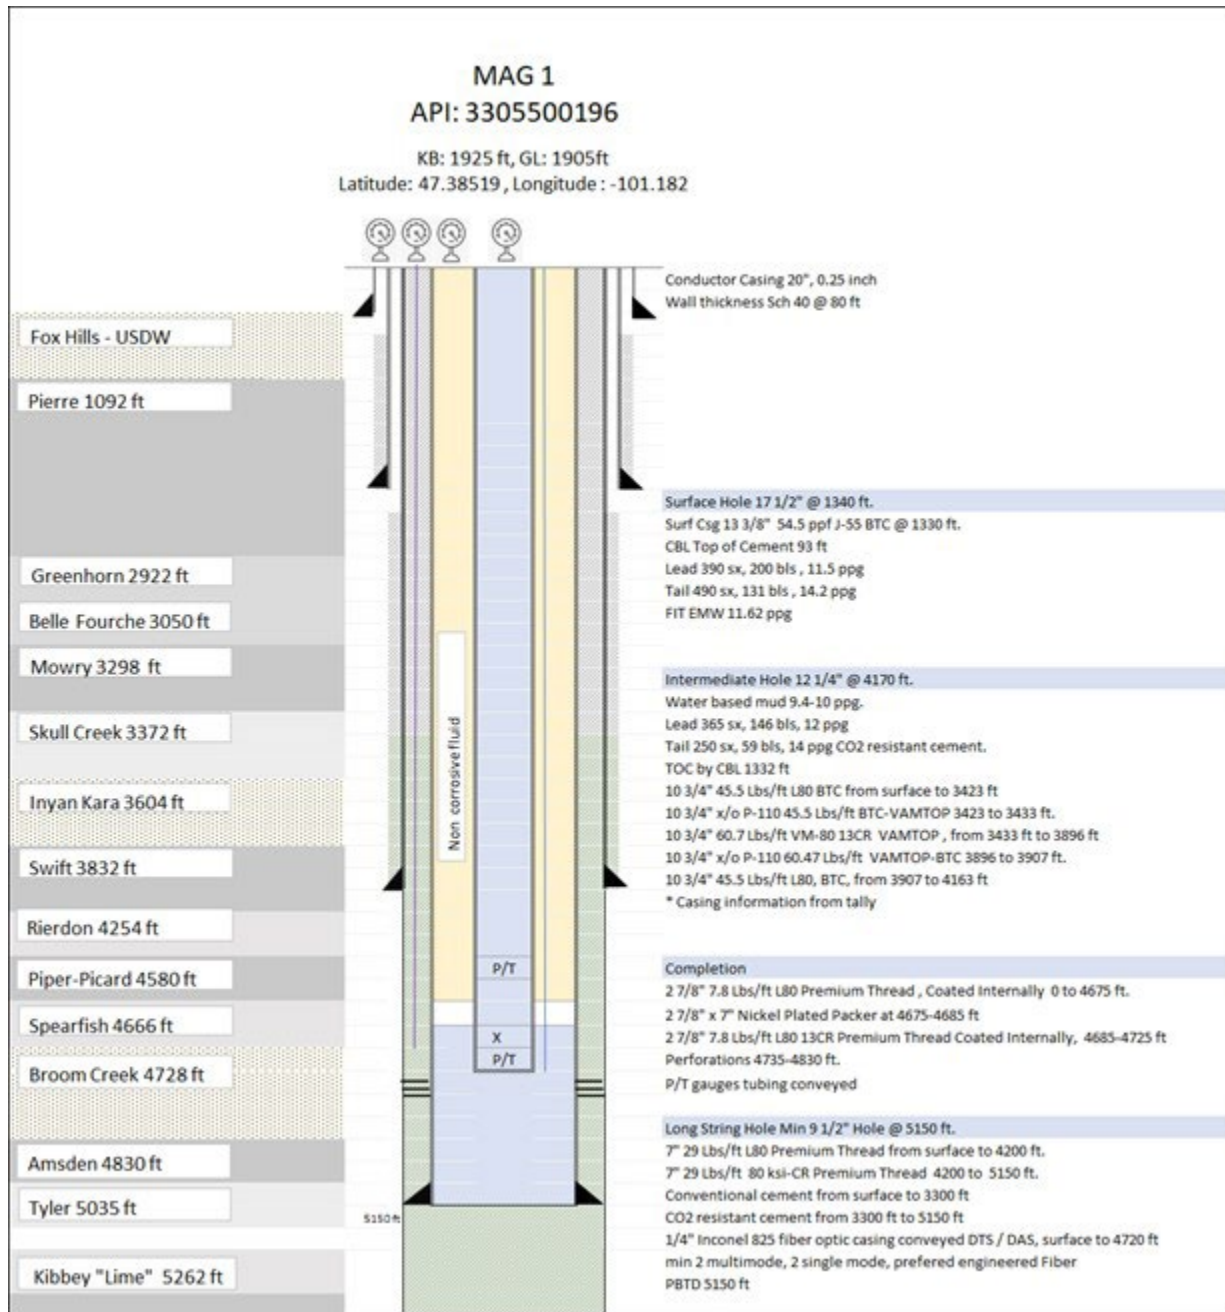 MAG 1
API: 3305500196
KB: 1925 ft, GL: 1905ft
Latitude: 47.38519 , Longitude : -101.182
Conductor Casing 20", 0.25 inch
Wall thickness Sch 40 @ 80 ft
Fox Hills - USDW
Pierre 1092 ft
Surface Hole 17 1/2" @ 1340 ft.
Surf Csg 13 3/8" 54.5 ppf J-55 BTC @ 1330 ft.
CBL Top of Cement 93 ft
Lead 390 sx, 200 bls , 11.5 ppg
Tail 490 sx, 131 bls , 14.2 ppg
FIT EMW 11.62 ppg
Greenhorn 2922 ft
Belle Fourche 3050 ft
Mowry 3298 ft
Skull Creek 3372 ft
Inyan Kara 3604 ft
Swift 3832 ft
Rierdon 4254 ft
Non corrosive fluid
Intermediate Hole 12 1/4" @ 4170 ft.
Water based mud 9.4-10 ppg.
Lead 365 sx, 146 bls, 12 ppg
Tail 250 sx, 59 bls, 14 ppg CO2 resistant cement.
TOC by CBL 1332 ft
10 3/4" 45.5 Lbs/ft L80 BTC from surface to 3423 ft
10 3/4" x/o P-110 45.5 Lbs/ft BTC-VAMTOP 3423 to 3433 ft.
10 3/4" 60.7 Lbs/ft VM-80 13CR VAMTOP , from 3433 ft to 3896 ft
10 3/4" x/o P-110 60.47 Lbs/ft VAMTOP-BTC 3896 to 3907 ft.
10 3/4" 45.5 Lbs/ft L80, BTC, from 3907 to 4163 ft
* Casing information from tally
Piper-Picard 4580 ft
Spearfish 4666 ft
Broom Creek 4728 ft
P/T
X
P/T
Completion
2 7/8" 7.8 Lbs/ft L80 Premium Thread , Coated Internally 0 to 4675 ft.
2 7/8" x 7" Nickel Plated Packer at 4675-4685 ft
2 7/8" 7.8 Lbs/ft L80 13CR Premium Thread Coated Internally, 4685-4725 ft
Perforations 4735-4830 ft.
P/T gauges tubing conveyed
Amsden 4830 ft
Tyler 5035 ft
5150 ft
Kibbey "Lime" 5262 ft
Long String Hole Min 9 1/2" Hole @ 5150 ft.
7" 29 Lbs/ft L80 Premium Thread from surface to 4200 ft.
7" 29 Lbs/ft 80 ksi-CR Premium Thread 4200 to 5150 ft.
Conventional cement from surface to 3300 ft
CO2 resistant cement from 3300 ft to 5150 ft
1/4" Inconel 825 fiber optic casing conveyed DTS / DAS, surface to 4720 ft
min 2 multimode, 2 single mode, prefered engineered Fiber
PBTD 5150 ft